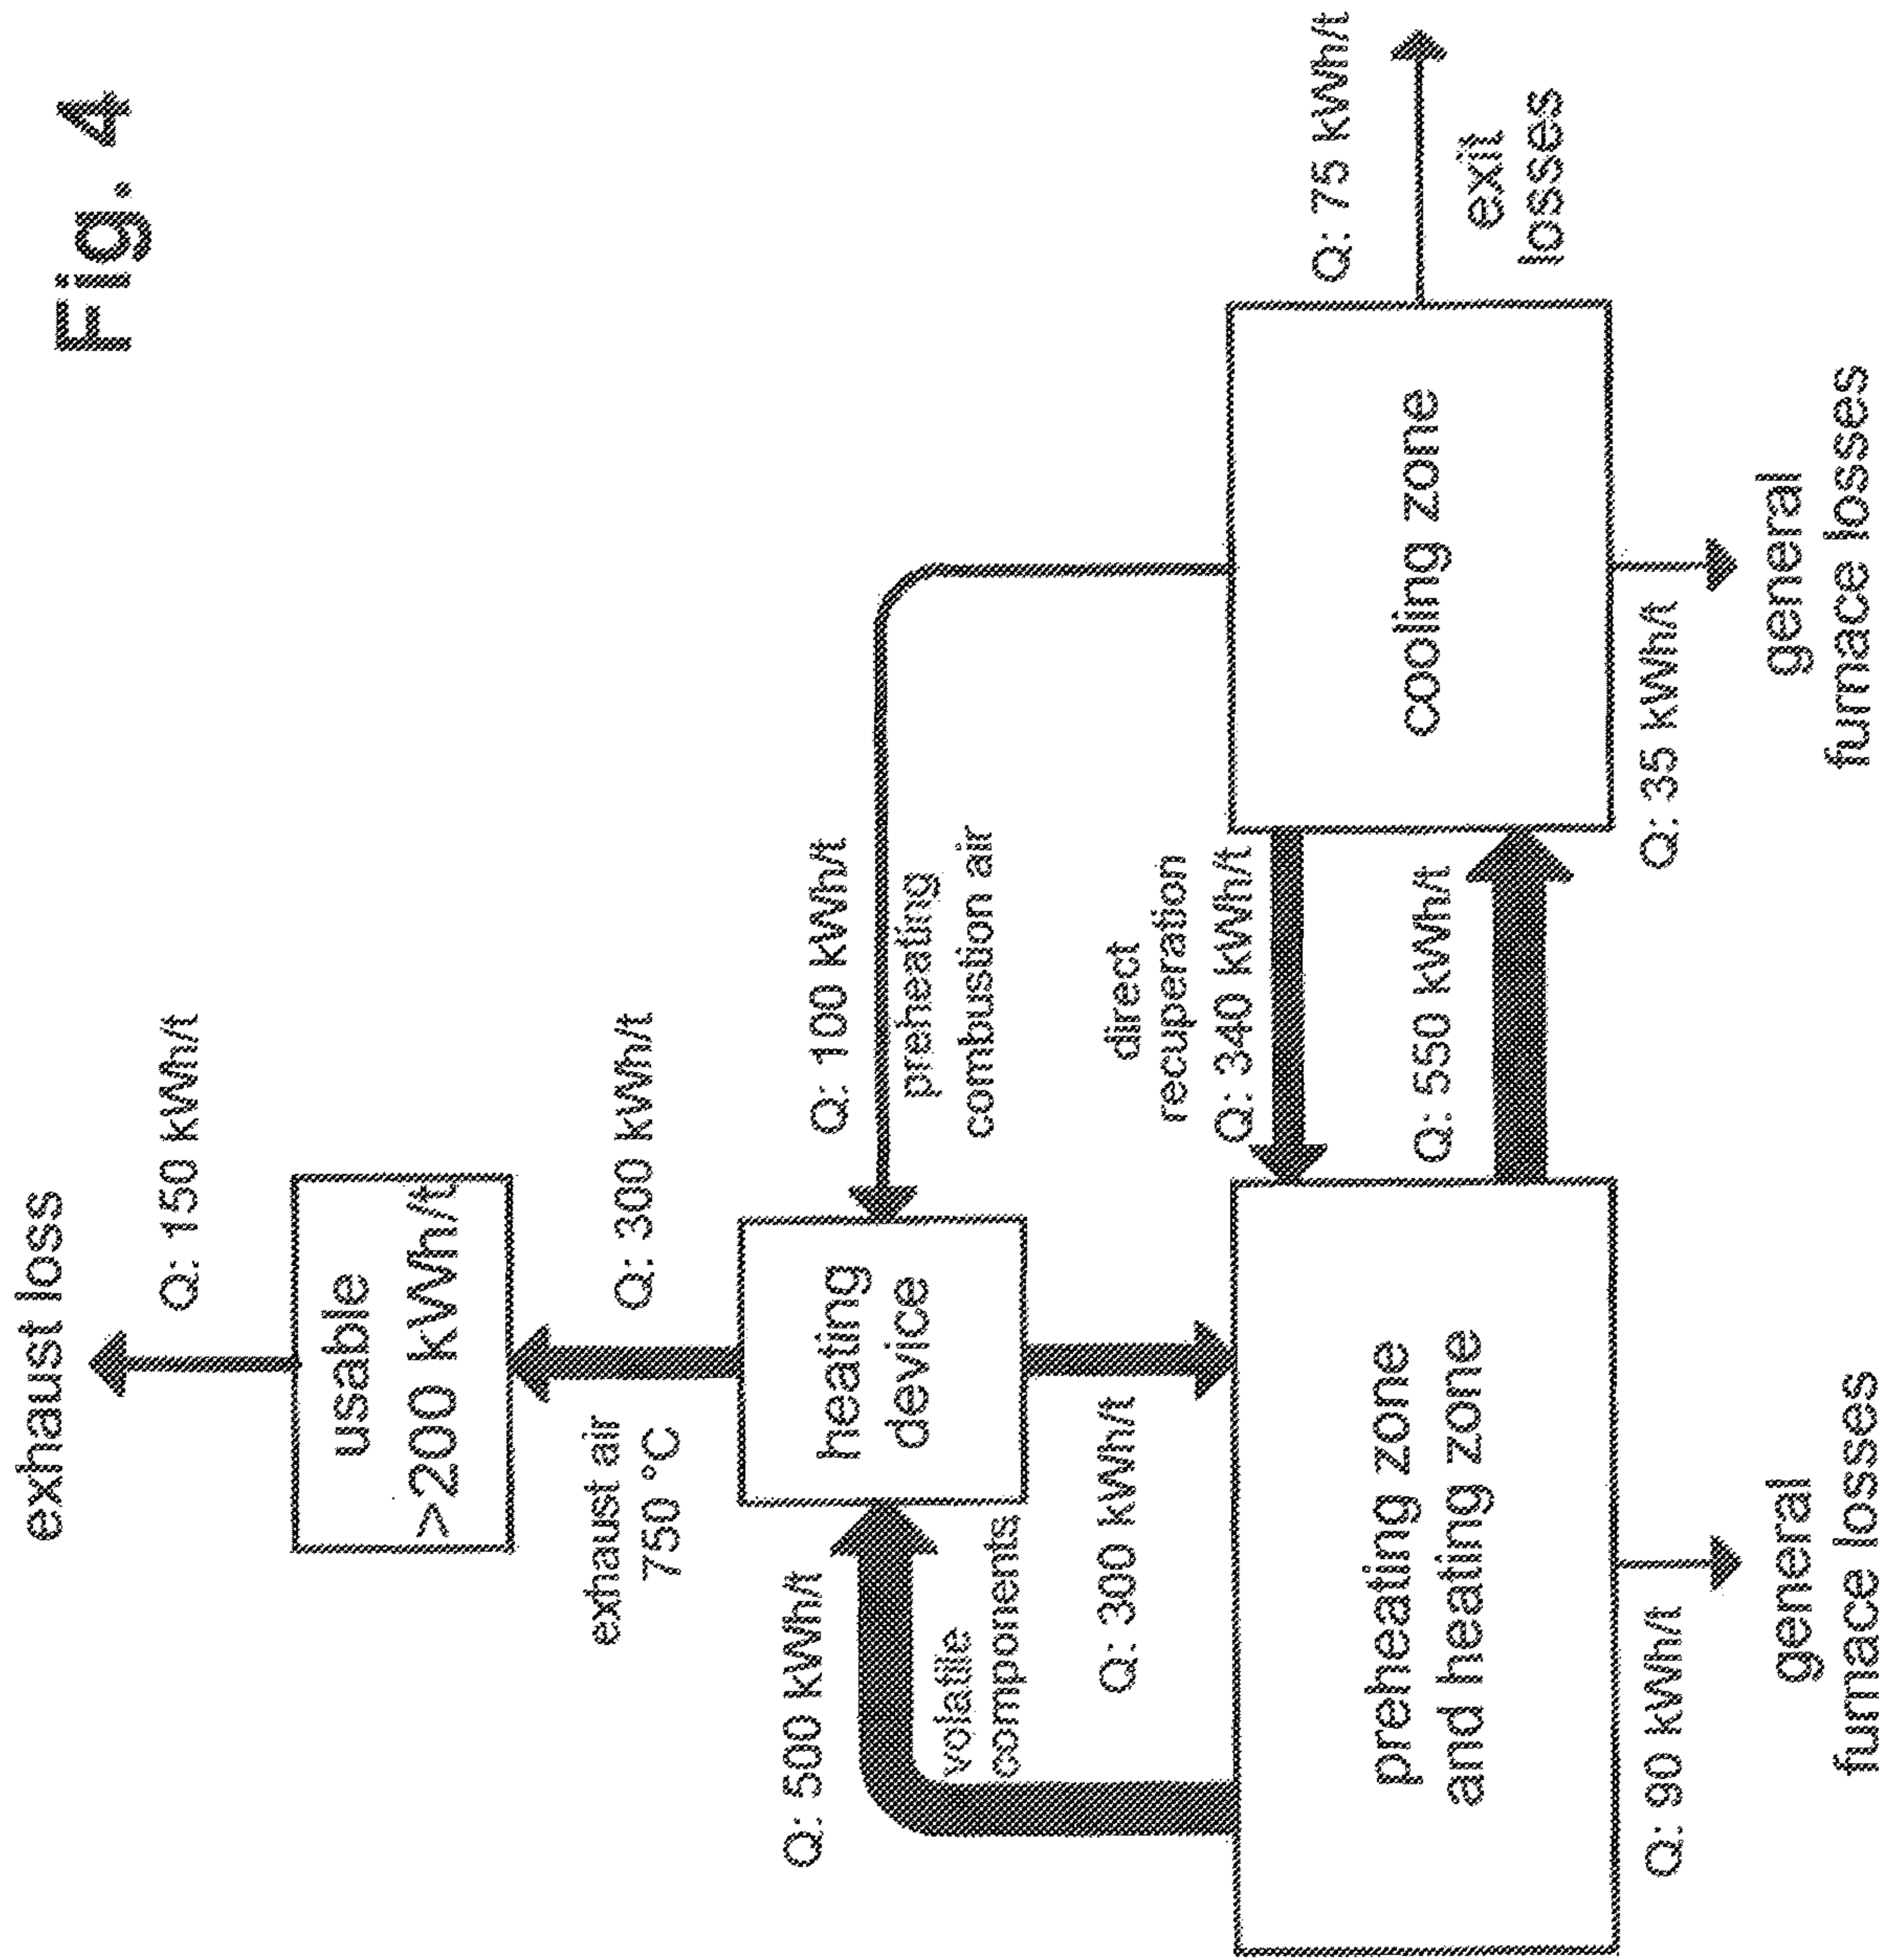 Fig. 4
exhaust loss
Q: 150 kWh/t
usable
>200 kWh/t
exhaust air
750 °C
Q: 300 kWh/t
Q: 500 kWh/t
volatile
components
heating
device
Q: 100 kWh/t
preheating
combustion air
Q: 300 kWh/t
direct
recuperation
Q: 340 kWh/t
Q: 550 kWh/t
preheating zone
and heating zone
cooling zone
Q: 75 kWh/t
exit
losses
Q: 90 kWh/t
general
furnace losses
Q: 35 kWh/t
general
furnace losses